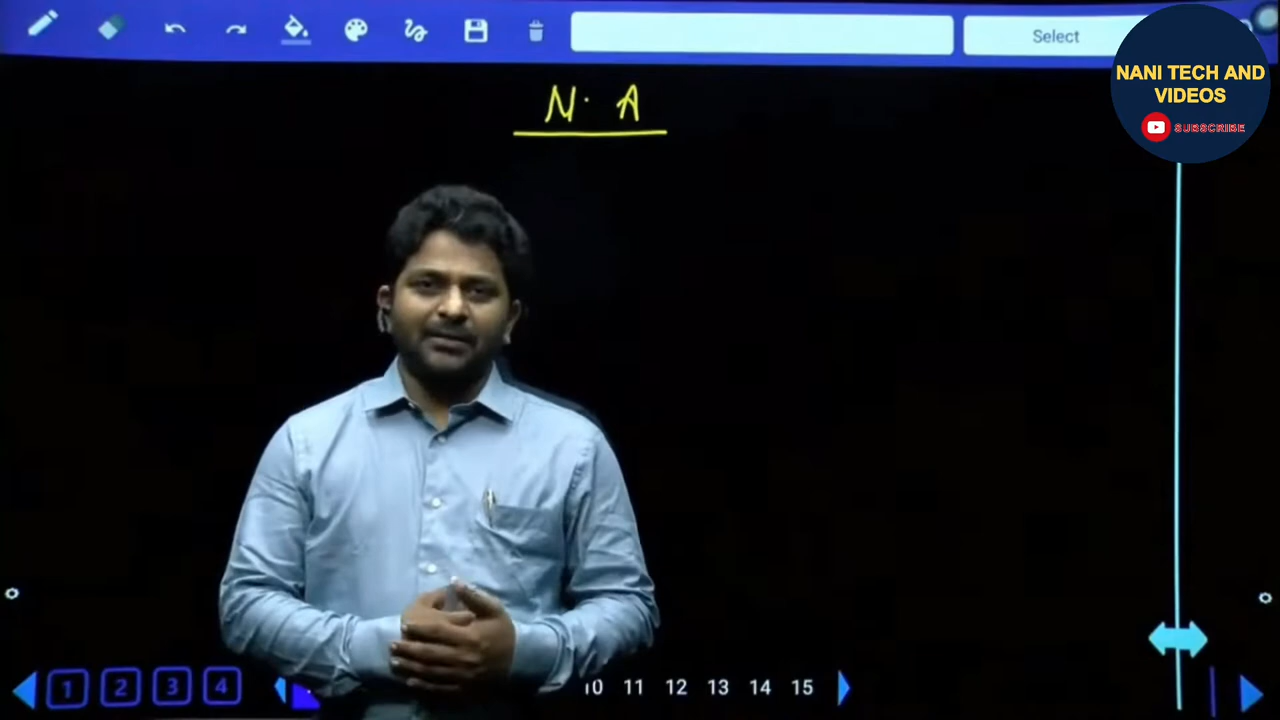 Select
NANI TECH AND
VIDEOS
SUBSCRIBE
N. A
1 2 3 4
10 11 12 13 14 15